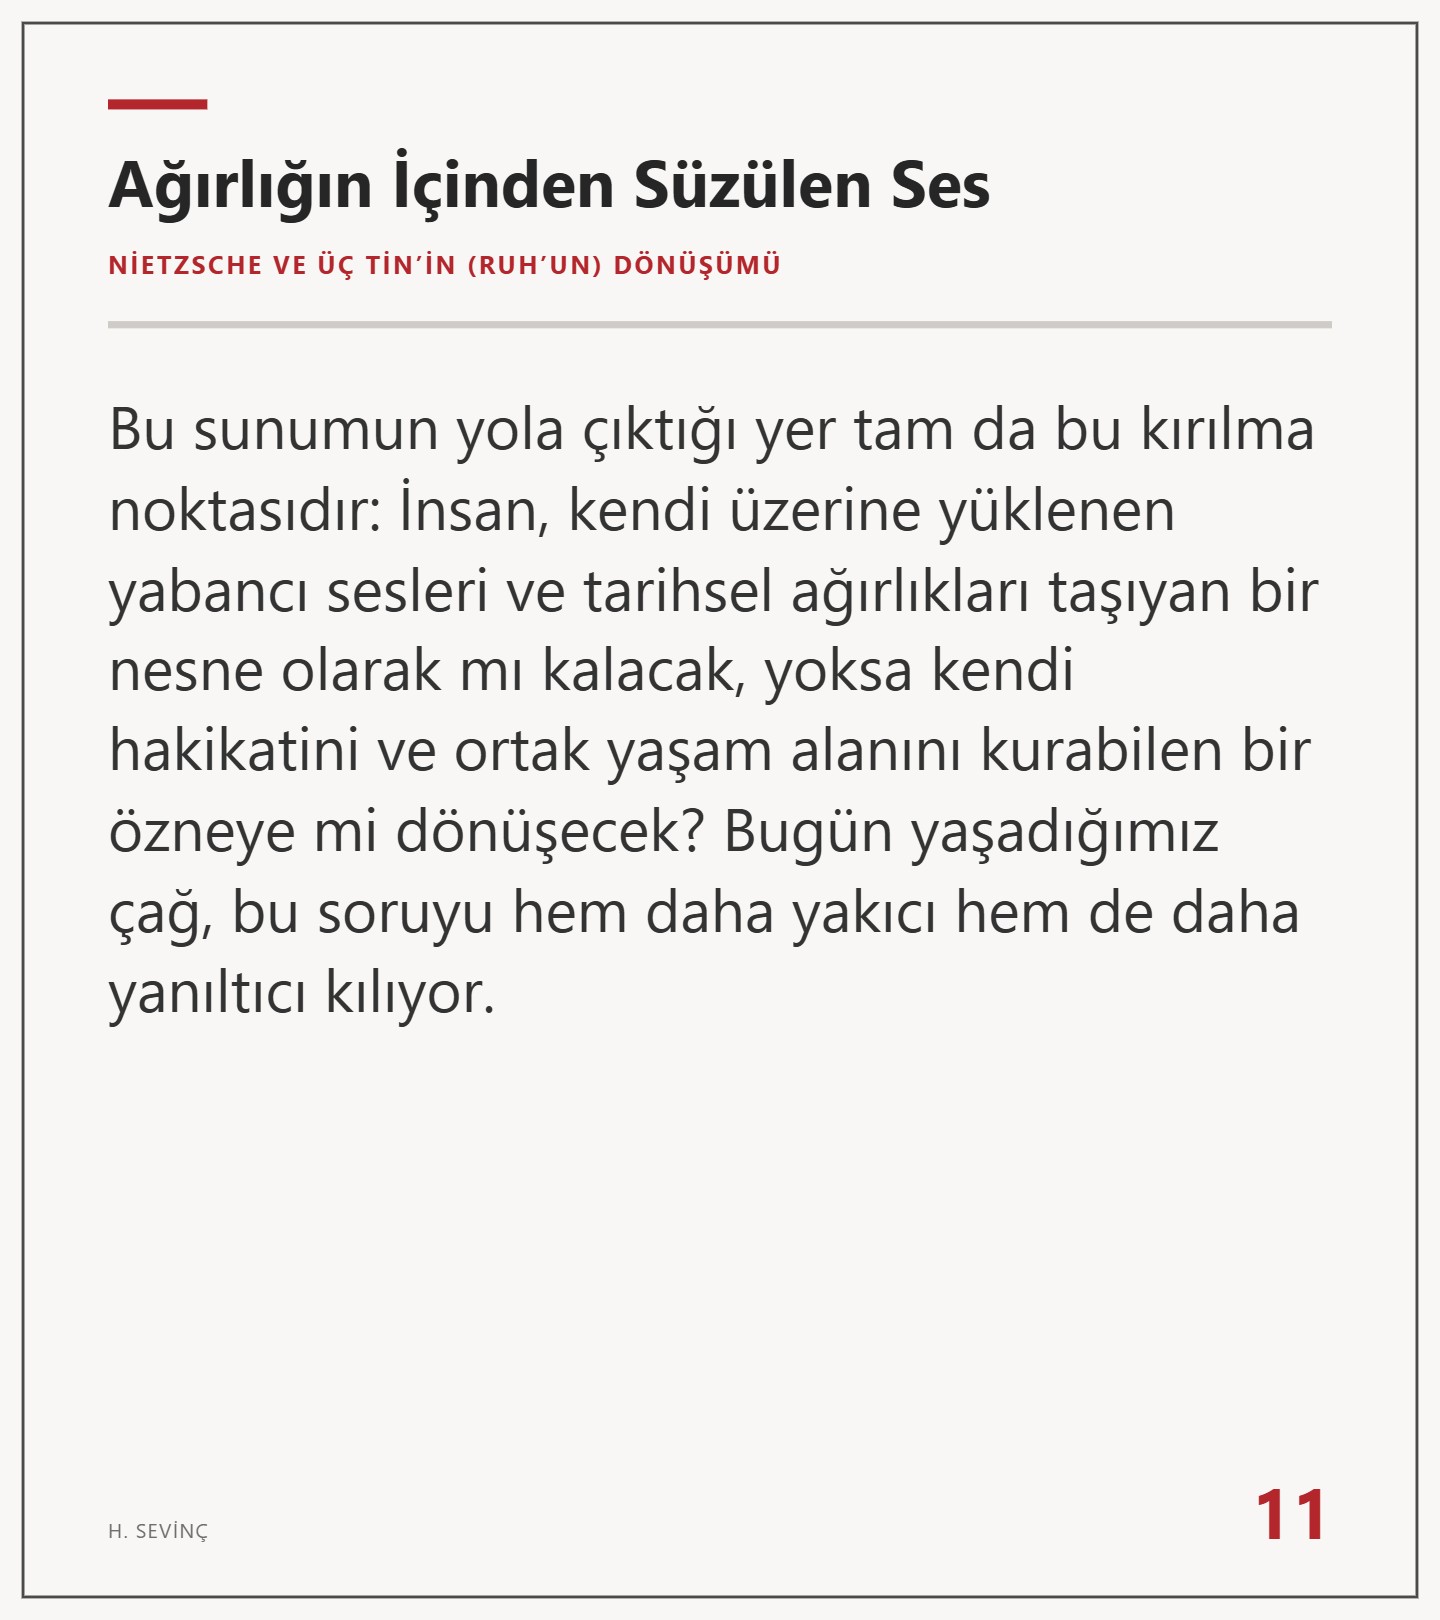 Ağırlığın İçinden Süzülen Ses
NİETZSCHE VE ÜÇ TİN’İN (RUH’UN) DÖNÜŞÜMÜ
Bu sunumun yola çıktığı yer tam da bu kırılma
noktasıdır: İnsan, kendi üzerine yüklenen
yabancı sesleri ve tarihsel ağırlıkları taşıyan bir
nesne olarak mı kalacak, yoksa kendi
hakikatini ve ortak yaşam alanını kurabilen bir
özneye mi dönüşecek? Bugün yaşadığımız
çağ, bu soruyu hem daha yakıcı hem de daha
yanıltıcı kılıyor.
H. SEVİNÇ
11